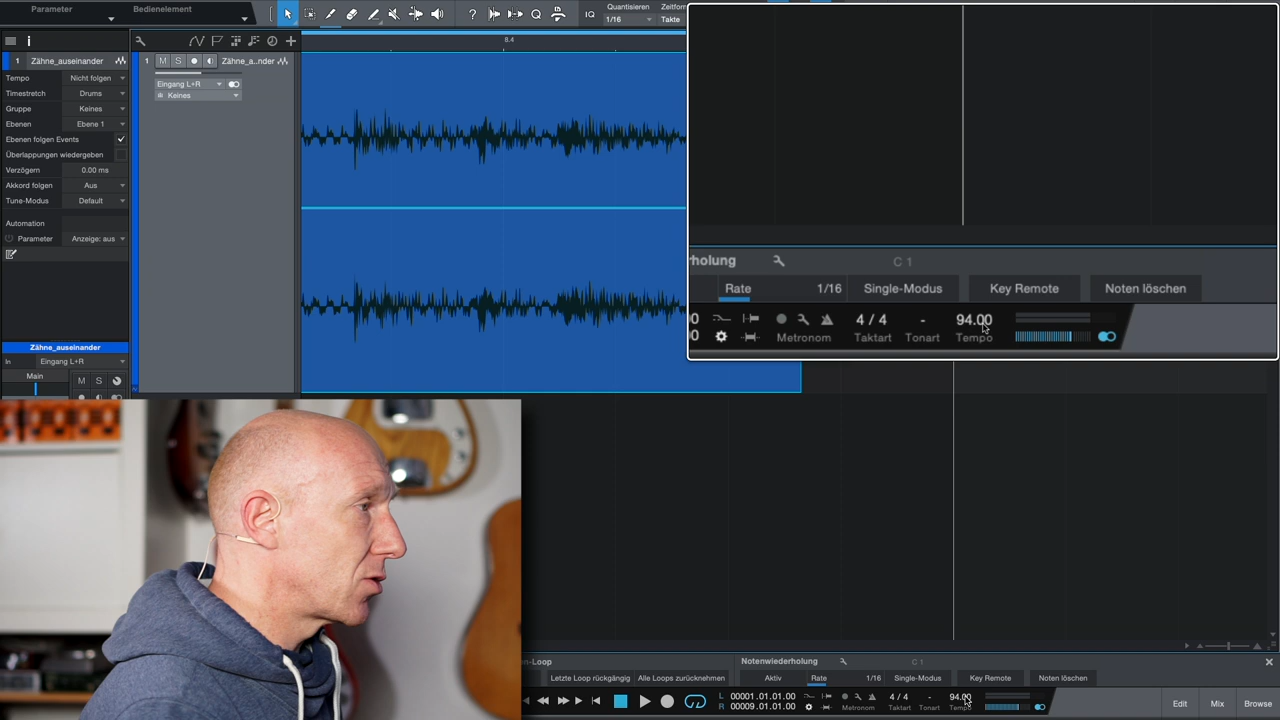 Parameter
Bedienelement
? IQ
Quantisieren
Zeitform
1/16
Takte
i
8.4
1 Zähne_auseinander
1 M S Zähne_a..nder
Eingang L+R
Keines
Tempo Nicht folgen
Timestretch Drums
Gruppe Keines
Ebenen Ebene 1
Ebenen folgen Events
Überlappungen wiedergeben
Verzögern 0.00 ms
Akkord folgen Aus
Tune-Modus Default
Automation
Parameter Anzeige: aus
Zähne_auseinander
In Eingang L+R
Main M S
rholung C 1
Rate 1/16 Single-Modus Key Remote Noten löschen
4 / 4 - 94.00
Metronom Taktart Tonart Tempo
n-Loop
Notenwiederholung C 1
Letzte Loop rückgängig Alle Loops zurücknehmen Aktiv Rate 1/16 Single-Modus Key Remote Noten löschen
L 00001.01.01.00 4 / 4 - 94.00
R 00009.01.01.00 Metronom Taktart Tonart Tempo
Edit Mix Browse